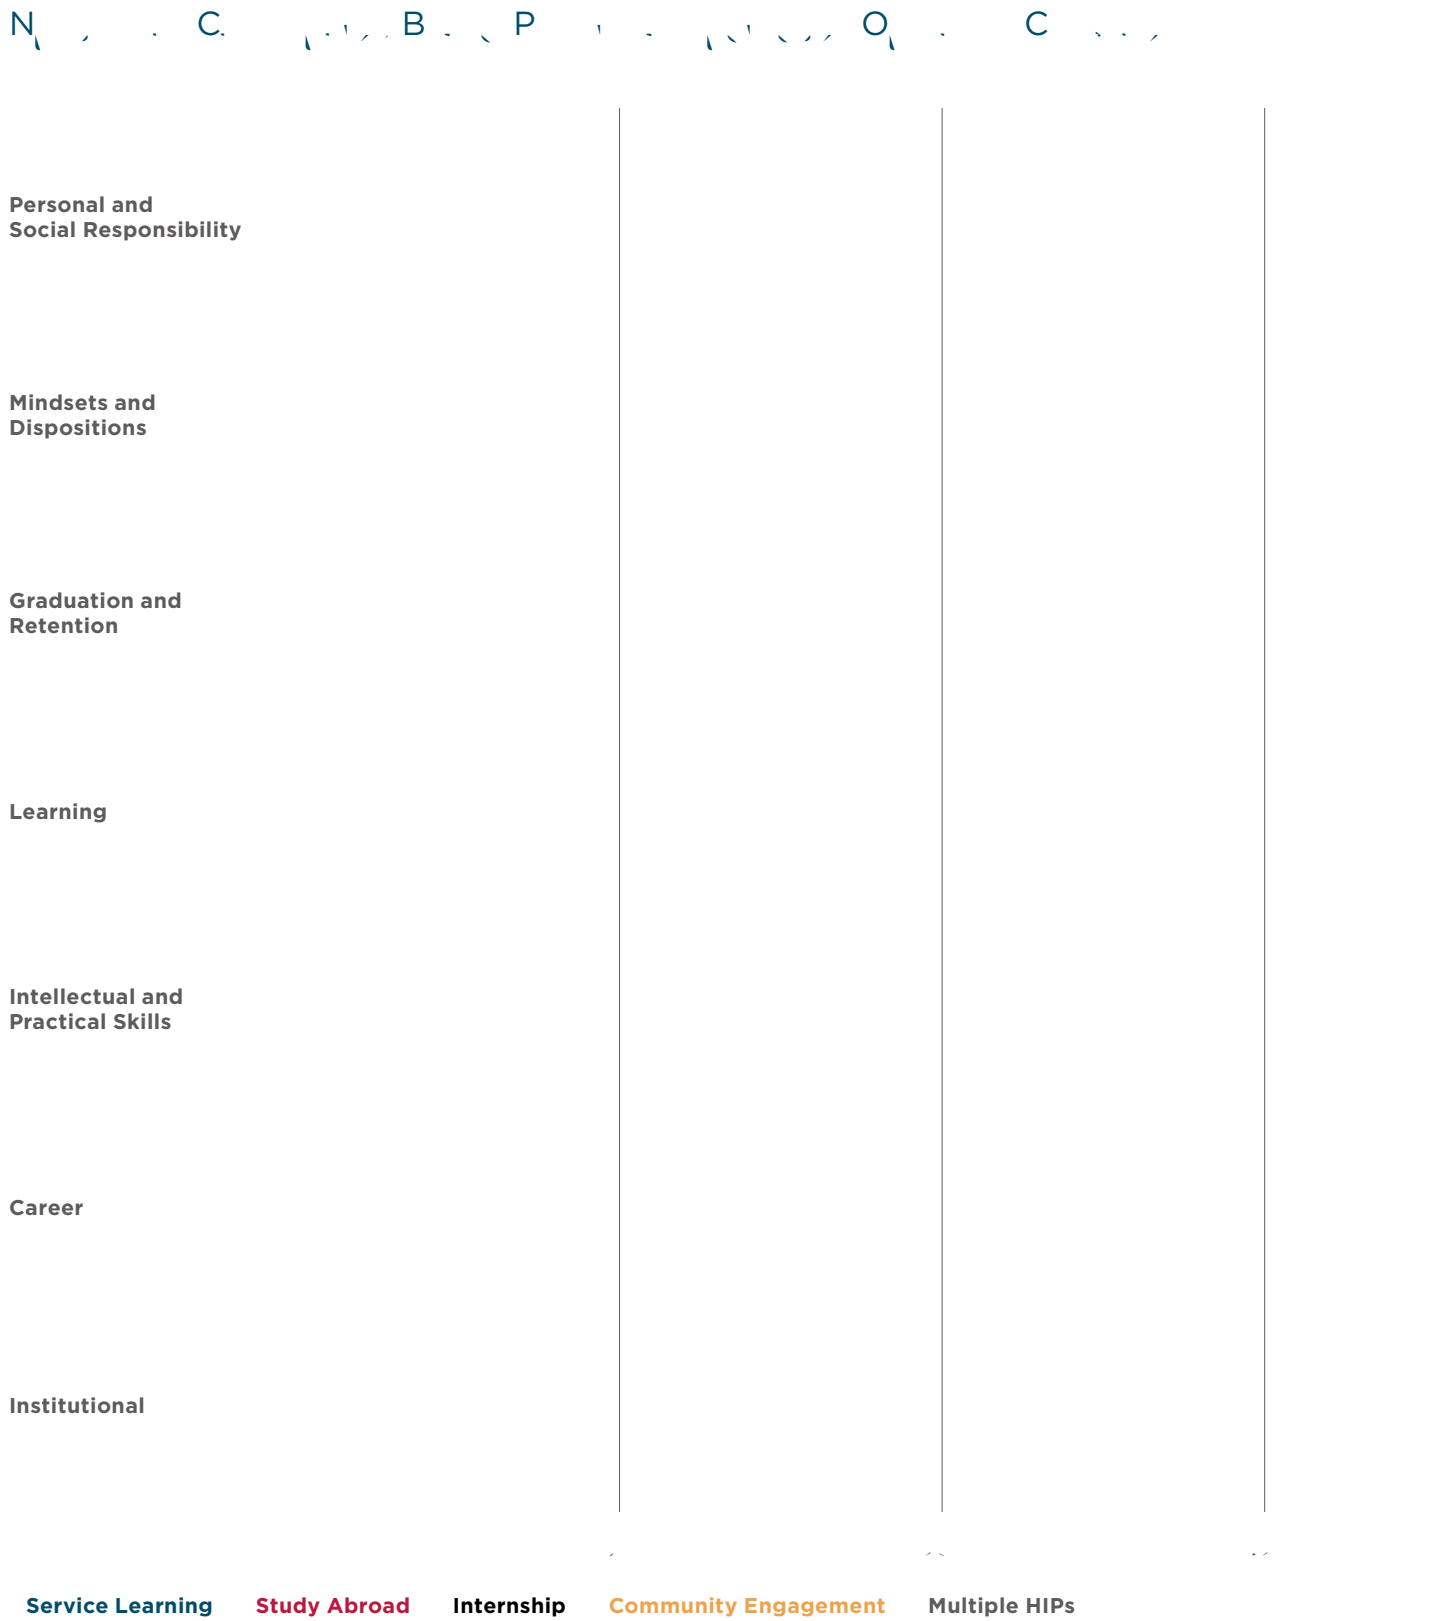 Personal and
Social Responsibility
Mindsets and
Dispositions
Graduation and
Retention
Learning
Intellectual and
Practical Skills
Career
Institutional
Service Learning Study Abroad Internship Community Engagement Multiple HIPs